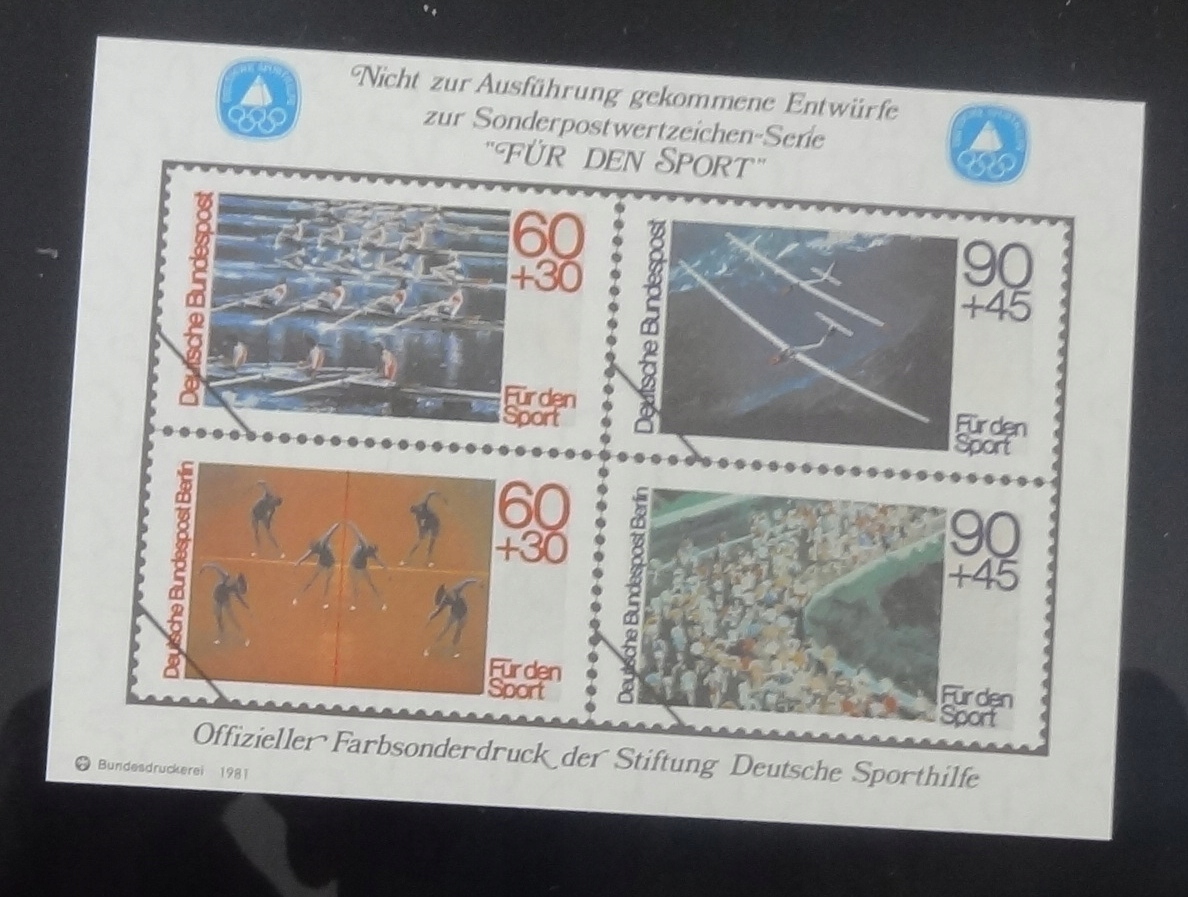 Nicht zur Ausführung gekommene Entwürfe
zur Sonderpostwertzeichen-Serie
"FÜR DEN SPORT"
Deutsche Bundespost
60
+30
Für den
Sport
Deutsche Bundespost
90
+45
Für den
Sport
Deutsche Bundespost Berlin
60
+30
Für den
Sport
Deutsche Bundespost Berlin
90
+45
Für den
Sport
Offizieller Farbsonderdruck der Stiftung Deutsche Sporthilfe
Bundesdruckerei 1981